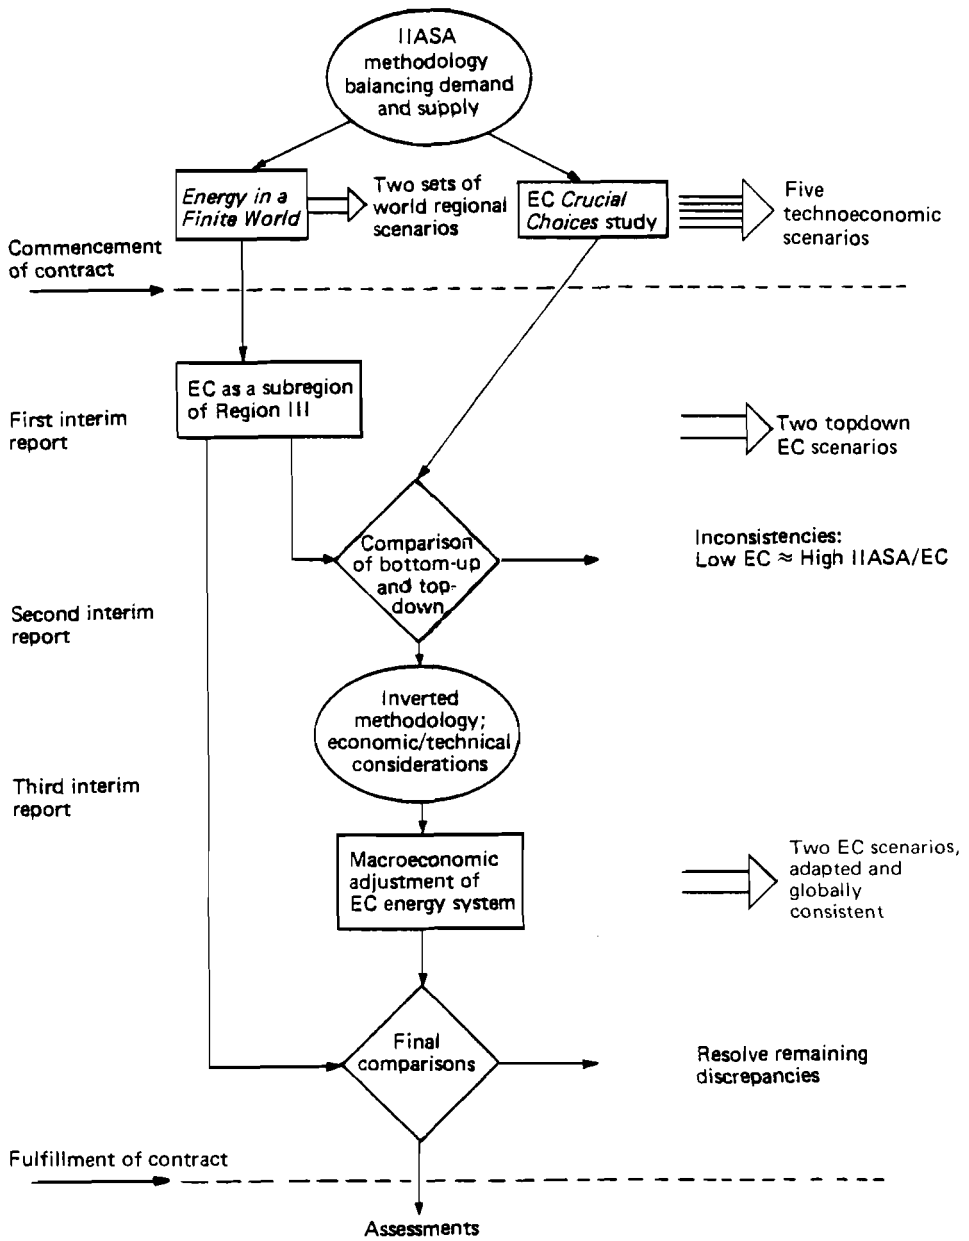 IIASA
methodology
balancing demand
and supply
Energy in a
Finite World
Two sets of
world regional
scenarios
EC Crucial
Choices study
Five
technoeconomic
scenarios
Commencement
of contract
EC as a subregion
of Region III
First interim
report
Two topdown
EC scenarios
Comparison
of bottom-up
and top-
down
Inconsistencies:
Low EC ≈ High IIASA/EC
Second interim
report
Inverted
methodology;
economic/technical
considerations
Third interim
report
Macroeconomic
adjustment of
EC energy system
Two EC scenarios,
adapted and
globally
consistent
Final
comparisons
Resolve remaining
discrepancies
Fulfillment of contract
Assessments